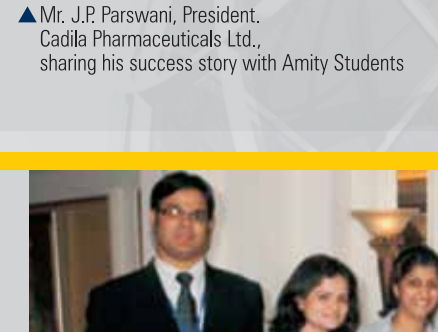 ▲Mr. J.P. Parswani, President.
Cadila Pharmaceuticals Ltd.,
sharing his success story with Amity Students